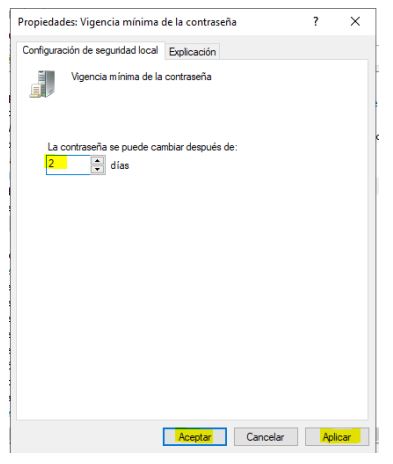 Propiedades: Vigencia mínima de la contraseña ? ×
Configuración de seguridad local Explicación
Vigencia mínima de la contraseña
La contraseña se puede cambiar después de:
2 días
Aceptar Cancelar Aplicar